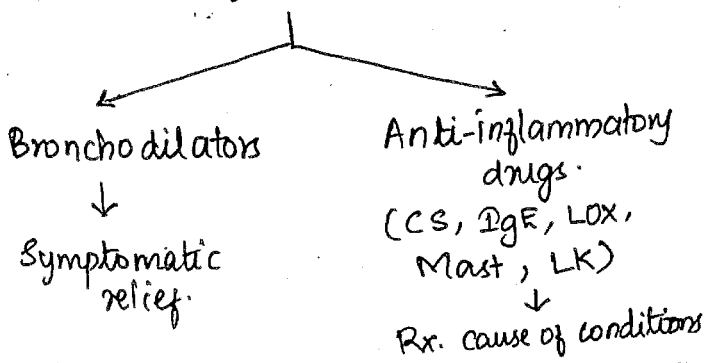 Bronchodilators
Symptomatic
relief.
Anti-inflammatory
drugs.
(CS, IgE, LOX,
Mast, LK)
Rx. cause of conditions